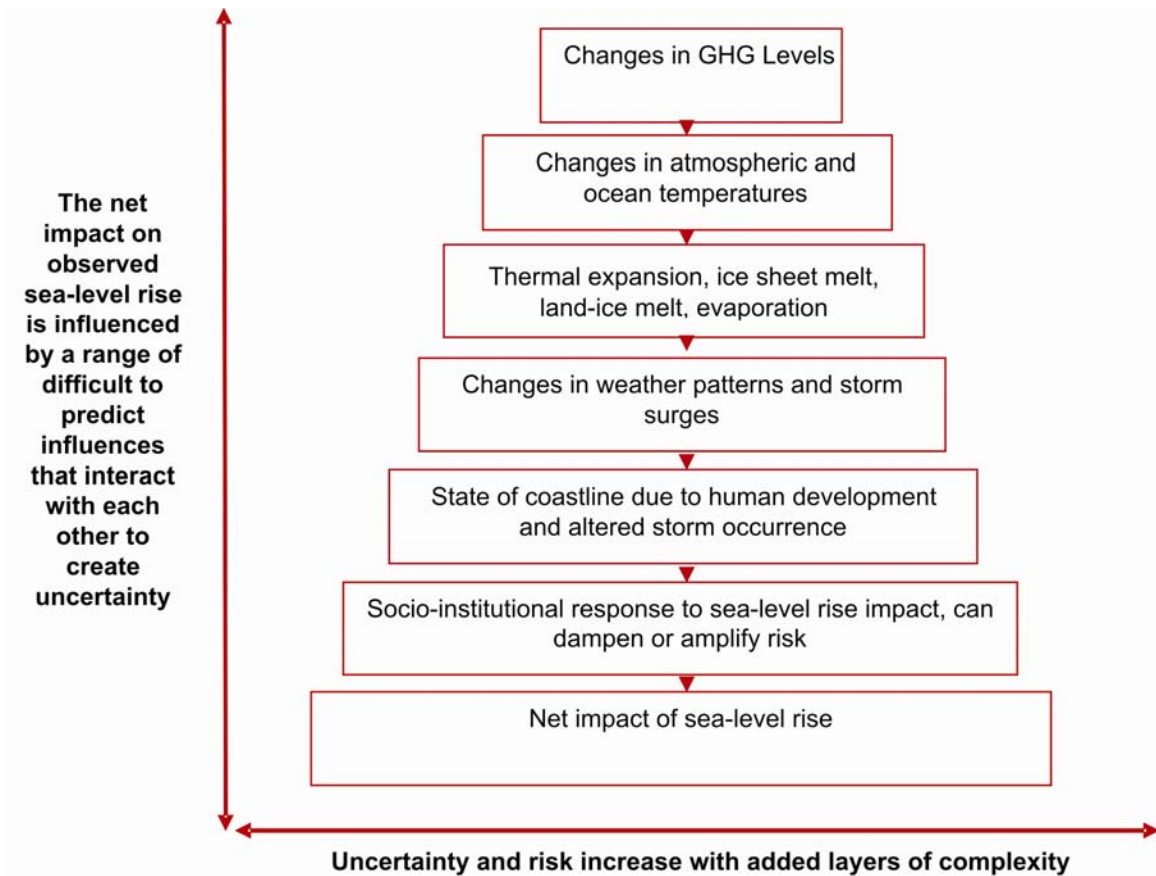 The net
impact on
observed
sea-level rise
is influenced
by a range of
difficult to
predict
influences
that interact
with each
other to
create
uncertainty
Changes in GHG Levels
Changes in atmospheric and
ocean temperatures
Thermal expansion, ice sheet melt,
land-ice melt, evaporation
Changes in weather patterns and storm
surges
State of coastline due to human development
and altered storm occurrence
Socio-institutional response to sea-level rise impact, can
dampen or amplify risk
Net impact of sea-level rise
Uncertainty and risk increase with added layers of complexity